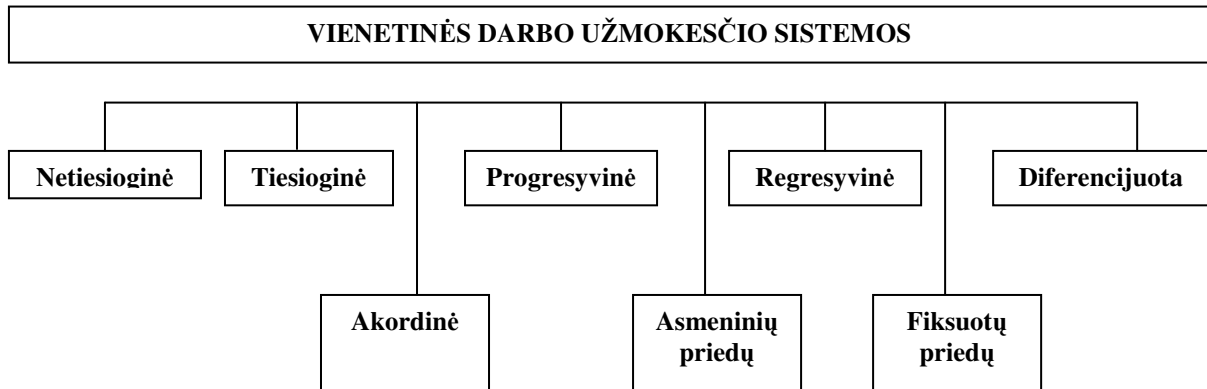 VIENETINĖS DARBO UŽMOKESČIO SISTEMOS
Netiesioginė
Tiesioginė
Progresyvinė
Regresyvinė
Diferencijuota
Akordinė
Asmeninių
priedų
Fiksuotų
priedų